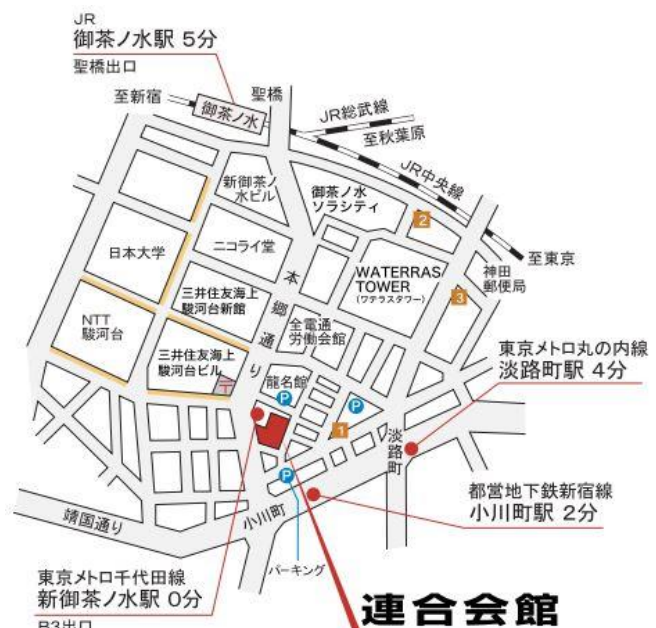 JR
御茶ノ水駅 5分
聖橋出口
至新宿
御茶ノ水
聖橋
JR総武線
至秋葉原
JR中央線
新御茶ノ
水ビル
御茶ノ水
ソラシティ
2
至東京
日本大学
ニコライ堂
本郷通り
WATERRAS
TOWER
(ワテラスタワー)
神田
郵便局
3
三井住友海上
駿河台新館
全電通
労働会館
NTT
駿河台
三井住友海上
駿河台ビル
〒
龍名館
P
P
1
淡路町
東京メトロ丸の内線
淡路町駅 4分
P
都営地下鉄新宿線
小川町駅 2分
靖国通り
小川町
パーキング
東京メトロ千代田線
新御茶ノ水駅 0分
B3出口
連合会館